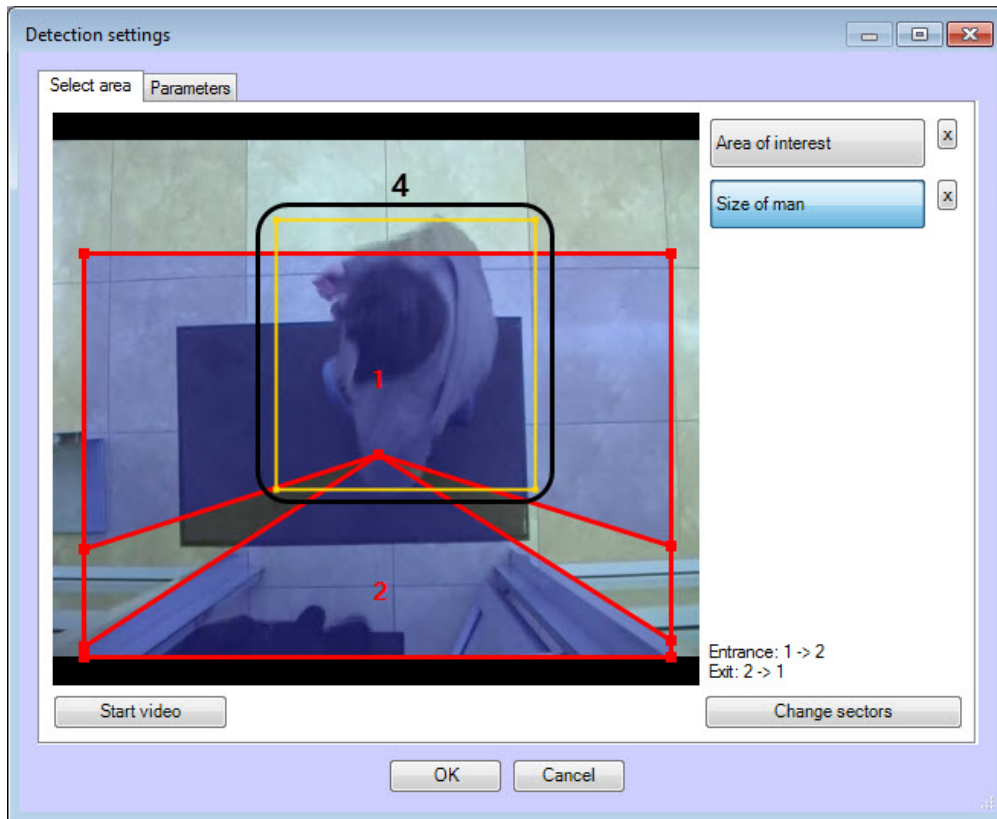 Detection settings
Select area
Parameters
4
Area of interest
x
Size of man
x
1
2
Entrance: 1 -> 2
Exit: 2 -> 1
Start video
Change sectors
OK
Cancel